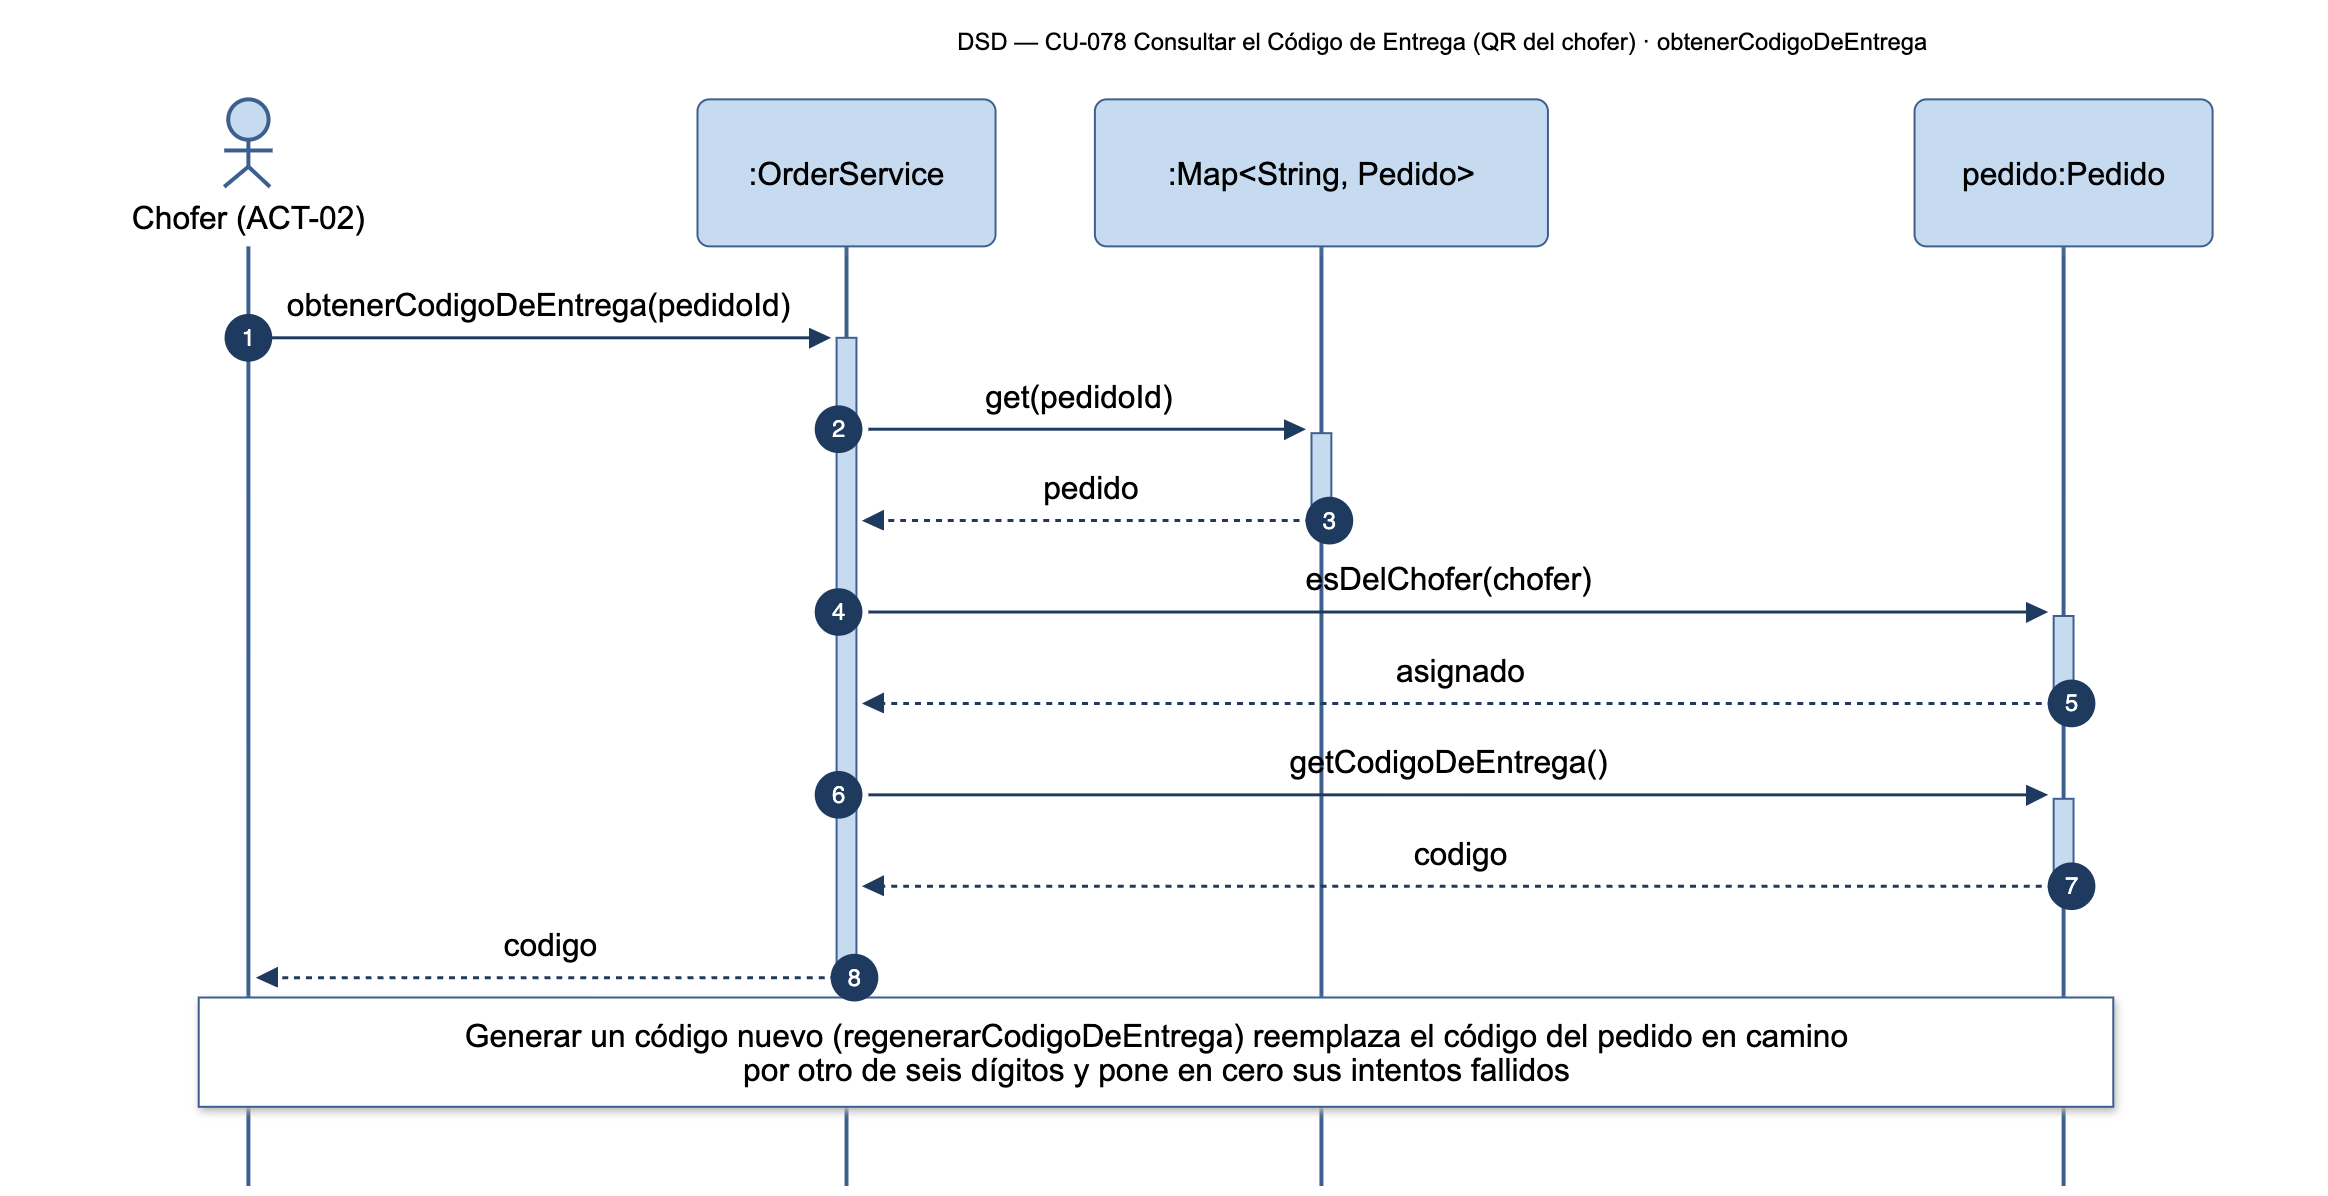 DSD — CU-078 Consultar el Código de Entrega (QR del chofer) · obtenerCodigoDeEntrega
Chofer (ACT-02)
:OrderService
:Map<String, Pedido>
pedido:Pedido
obtenerCodigoDeEntrega(pedidoId)
1
get(pedidoId)
2
pedido
3
esDelChofer(chofer)
4
asignado
5
getCodigoDeEntrega()
6
codigo
7
codigo
8
Generar un código nuevo (regenerarCodigoDeEntrega) reemplaza el código del pedido en camino
por otro de seis dígitos y pone en cero sus intentos fallidos